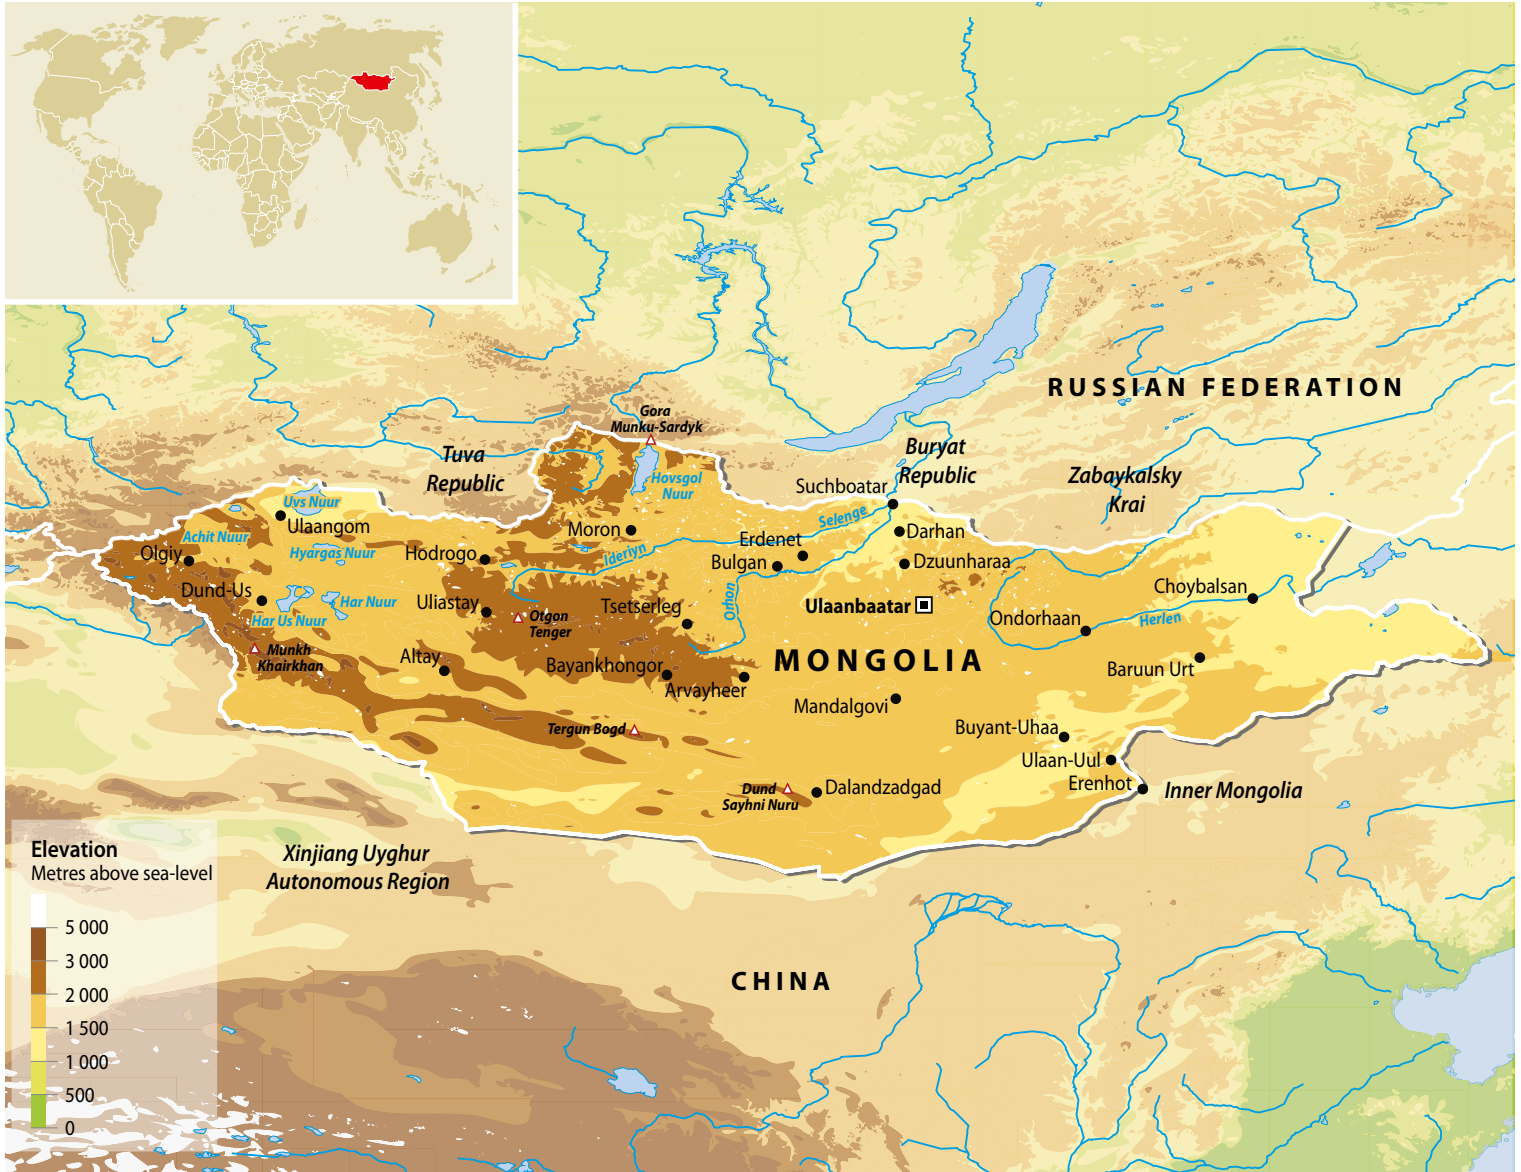 RUSSIAN FEDERATION
Gora
Munku-Sardyk
Tuva
Republic
Buryat
Republic
Zabaykalsky
Krai
Hovsgol
Nuur
Suchboatar
Uvs Nuur
Ulaangom
Selenge
Achit Nuur
Moron
Darhan
Olgiy
Hyargas Nuur
Hodrogo
Ideriyn
Erdenet
Bulgan
Dzuunharaa
Dund-Us
Har Nuur
Uliastay
Otgon
Tenger
Tsetserleg
Orhon
Ulaanbaatar
Choybalsan
Ondorhaan
Herlen
Har Us Nuur
Munkh
Khairkhan
Altay
Bayankhongor
MONGOLIA
Baruun Urt
Arvayheer
Mandalgovi
Tergun Bogd
Buyant-Uhaa
Ulaan-Uul
Dund
Sayhni Nuru
Dalandzadgad
Erenhot
Inner Mongolia
Xinjiang Uyghur
Autonomous Region
CHINA
Elevation
Metres above sea-level
5 000
3 000
2 000
1 500
1 000
500
0